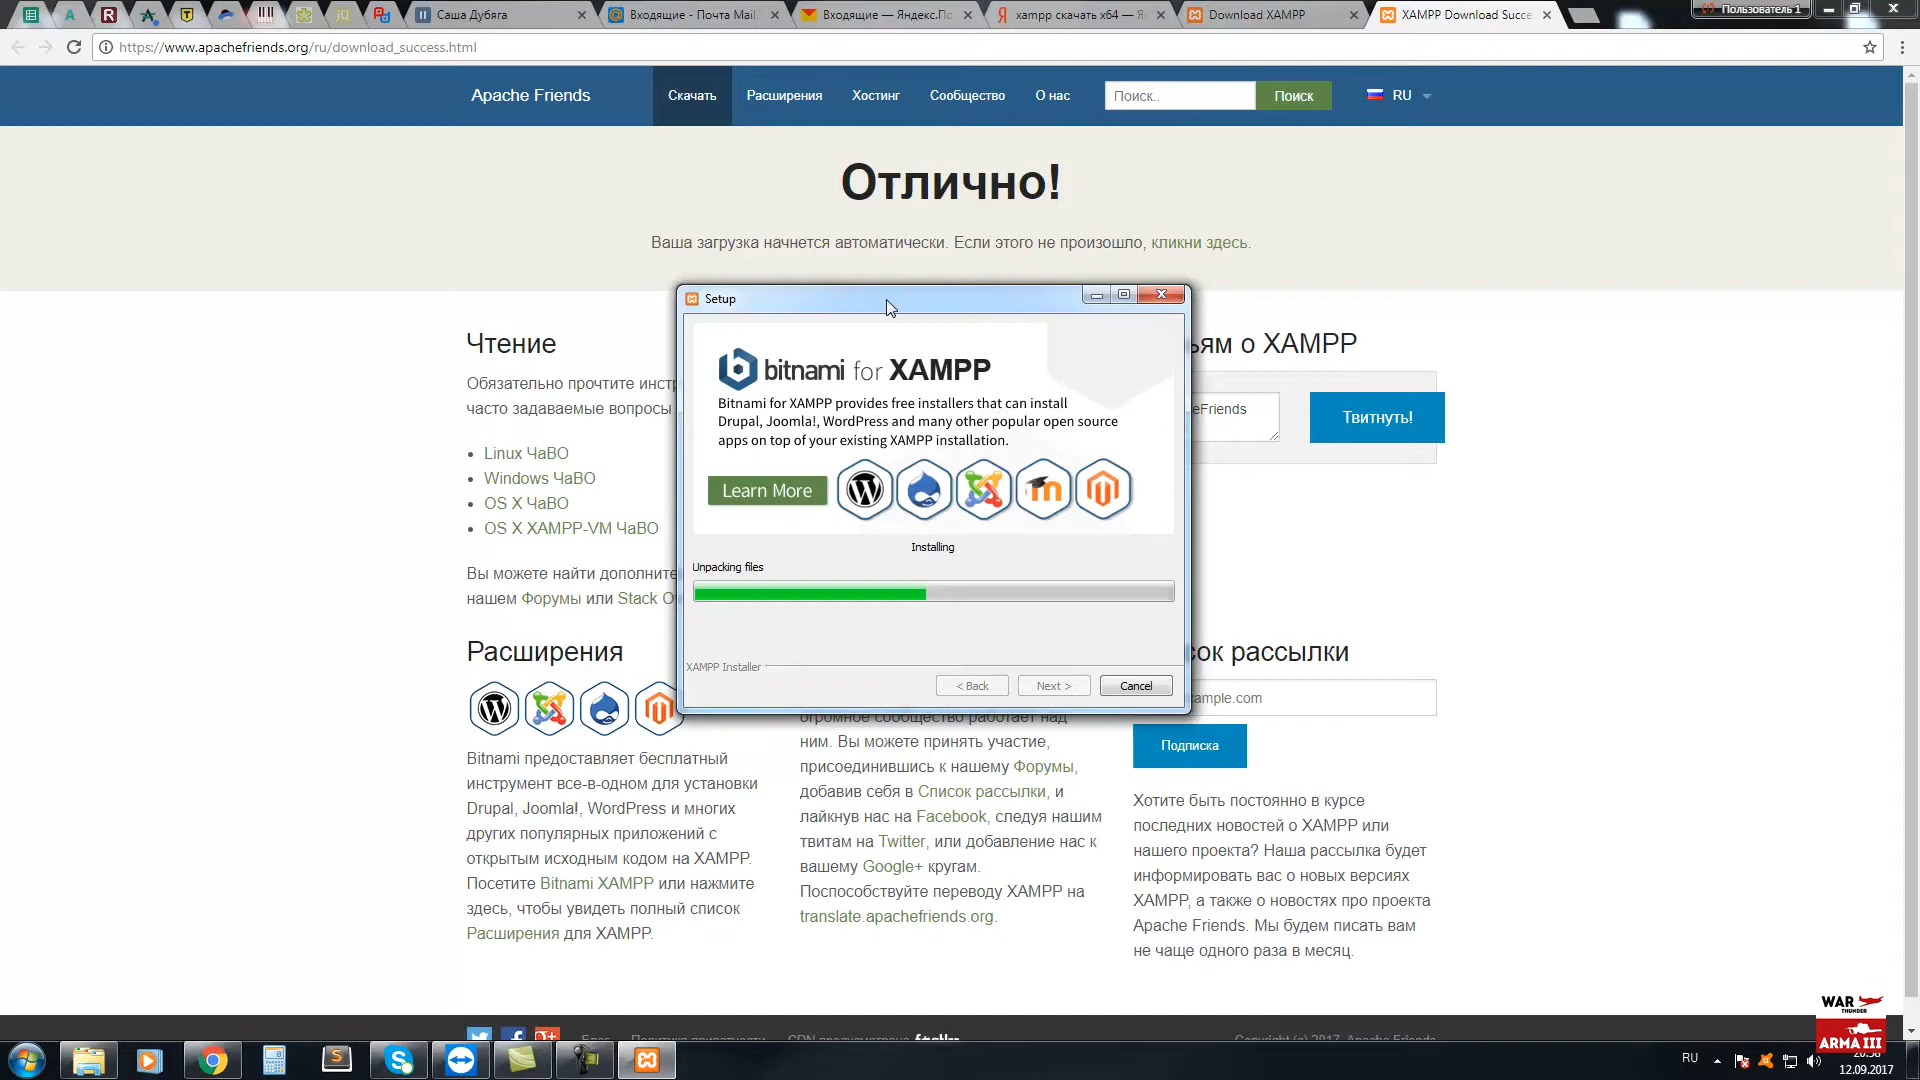 Саша Дубяга
Входящие - Почта Mail
Входящие — Яндекс.По
xampp скачать x64 — Я
Download XAMPP
XAMPP Download Succe
Пользователь 1
https://www.apachefriends.org/ru/download_success.html
Apache Friends
Скачать
Расширения
Хостинг
Сообщество
О нас
Поиск..
Поиск
RU
Отлично!
Ваша загрузка начнется автоматически. Если этого не произошло, кликни здесь.
Setup
bitnami for XAMPP
Bitnami for XAMPP provides free installers that can install
Drupal, Joomla!, WordPress and many other popular open source
apps on top of your existing XAMPP installation.
Learn More
Installing
Unpacking files
XAMPP Installer
< Back
Next >
Cancel
Чтение
Обязательно прочтите инст
часто задаваемые вопросы
Linux ЧаВО
Windows ЧаВО
OS X ЧаВО
OS X XAMPP-VM ЧаВО
Вы можете найти дополните
нашем Форумы или Stack O
ьям о XAMPP
eFriends
Твитнуть!
Расширения
Bitnami предоставляет бесплатный
инструмент все-в-одном для установки
Drupal, Joomla!, WordPress и многих
других популярных приложений с
открытым исходным кодом на XAMPP.
Посетите Bitnami XAMPP или нажмите
здесь, чтобы увидеть полный список
Расширения для XAMPP.
огромное сообщество работает над
ним. Вы можете принять участие,
присоединившись к нашему Форумы,
добавив себя в Список рассылки, и
лайкнув нас на Facebook, следуя нашим
твитам на Twitter, или добавление нас к
вашему Google+ кругам.
Поспособствуйте переводу XAMPP на
translate.apachefriends.org.
ок рассылки
ample.com
Подписка
Хотите быть постоянно в курсе
последних новостей о XAMPP или
нашего проекта? Наша рассылка будет
информировать вас о новых версиях
XAMPP, а также о новостях про проекта
Apache Friends. Мы будем писать вам
не чаще одного раза в месяц.
Copyright (c) 2017, Apache Friends
WAR
THUNDER
ARMA III
RU
12.09.2017